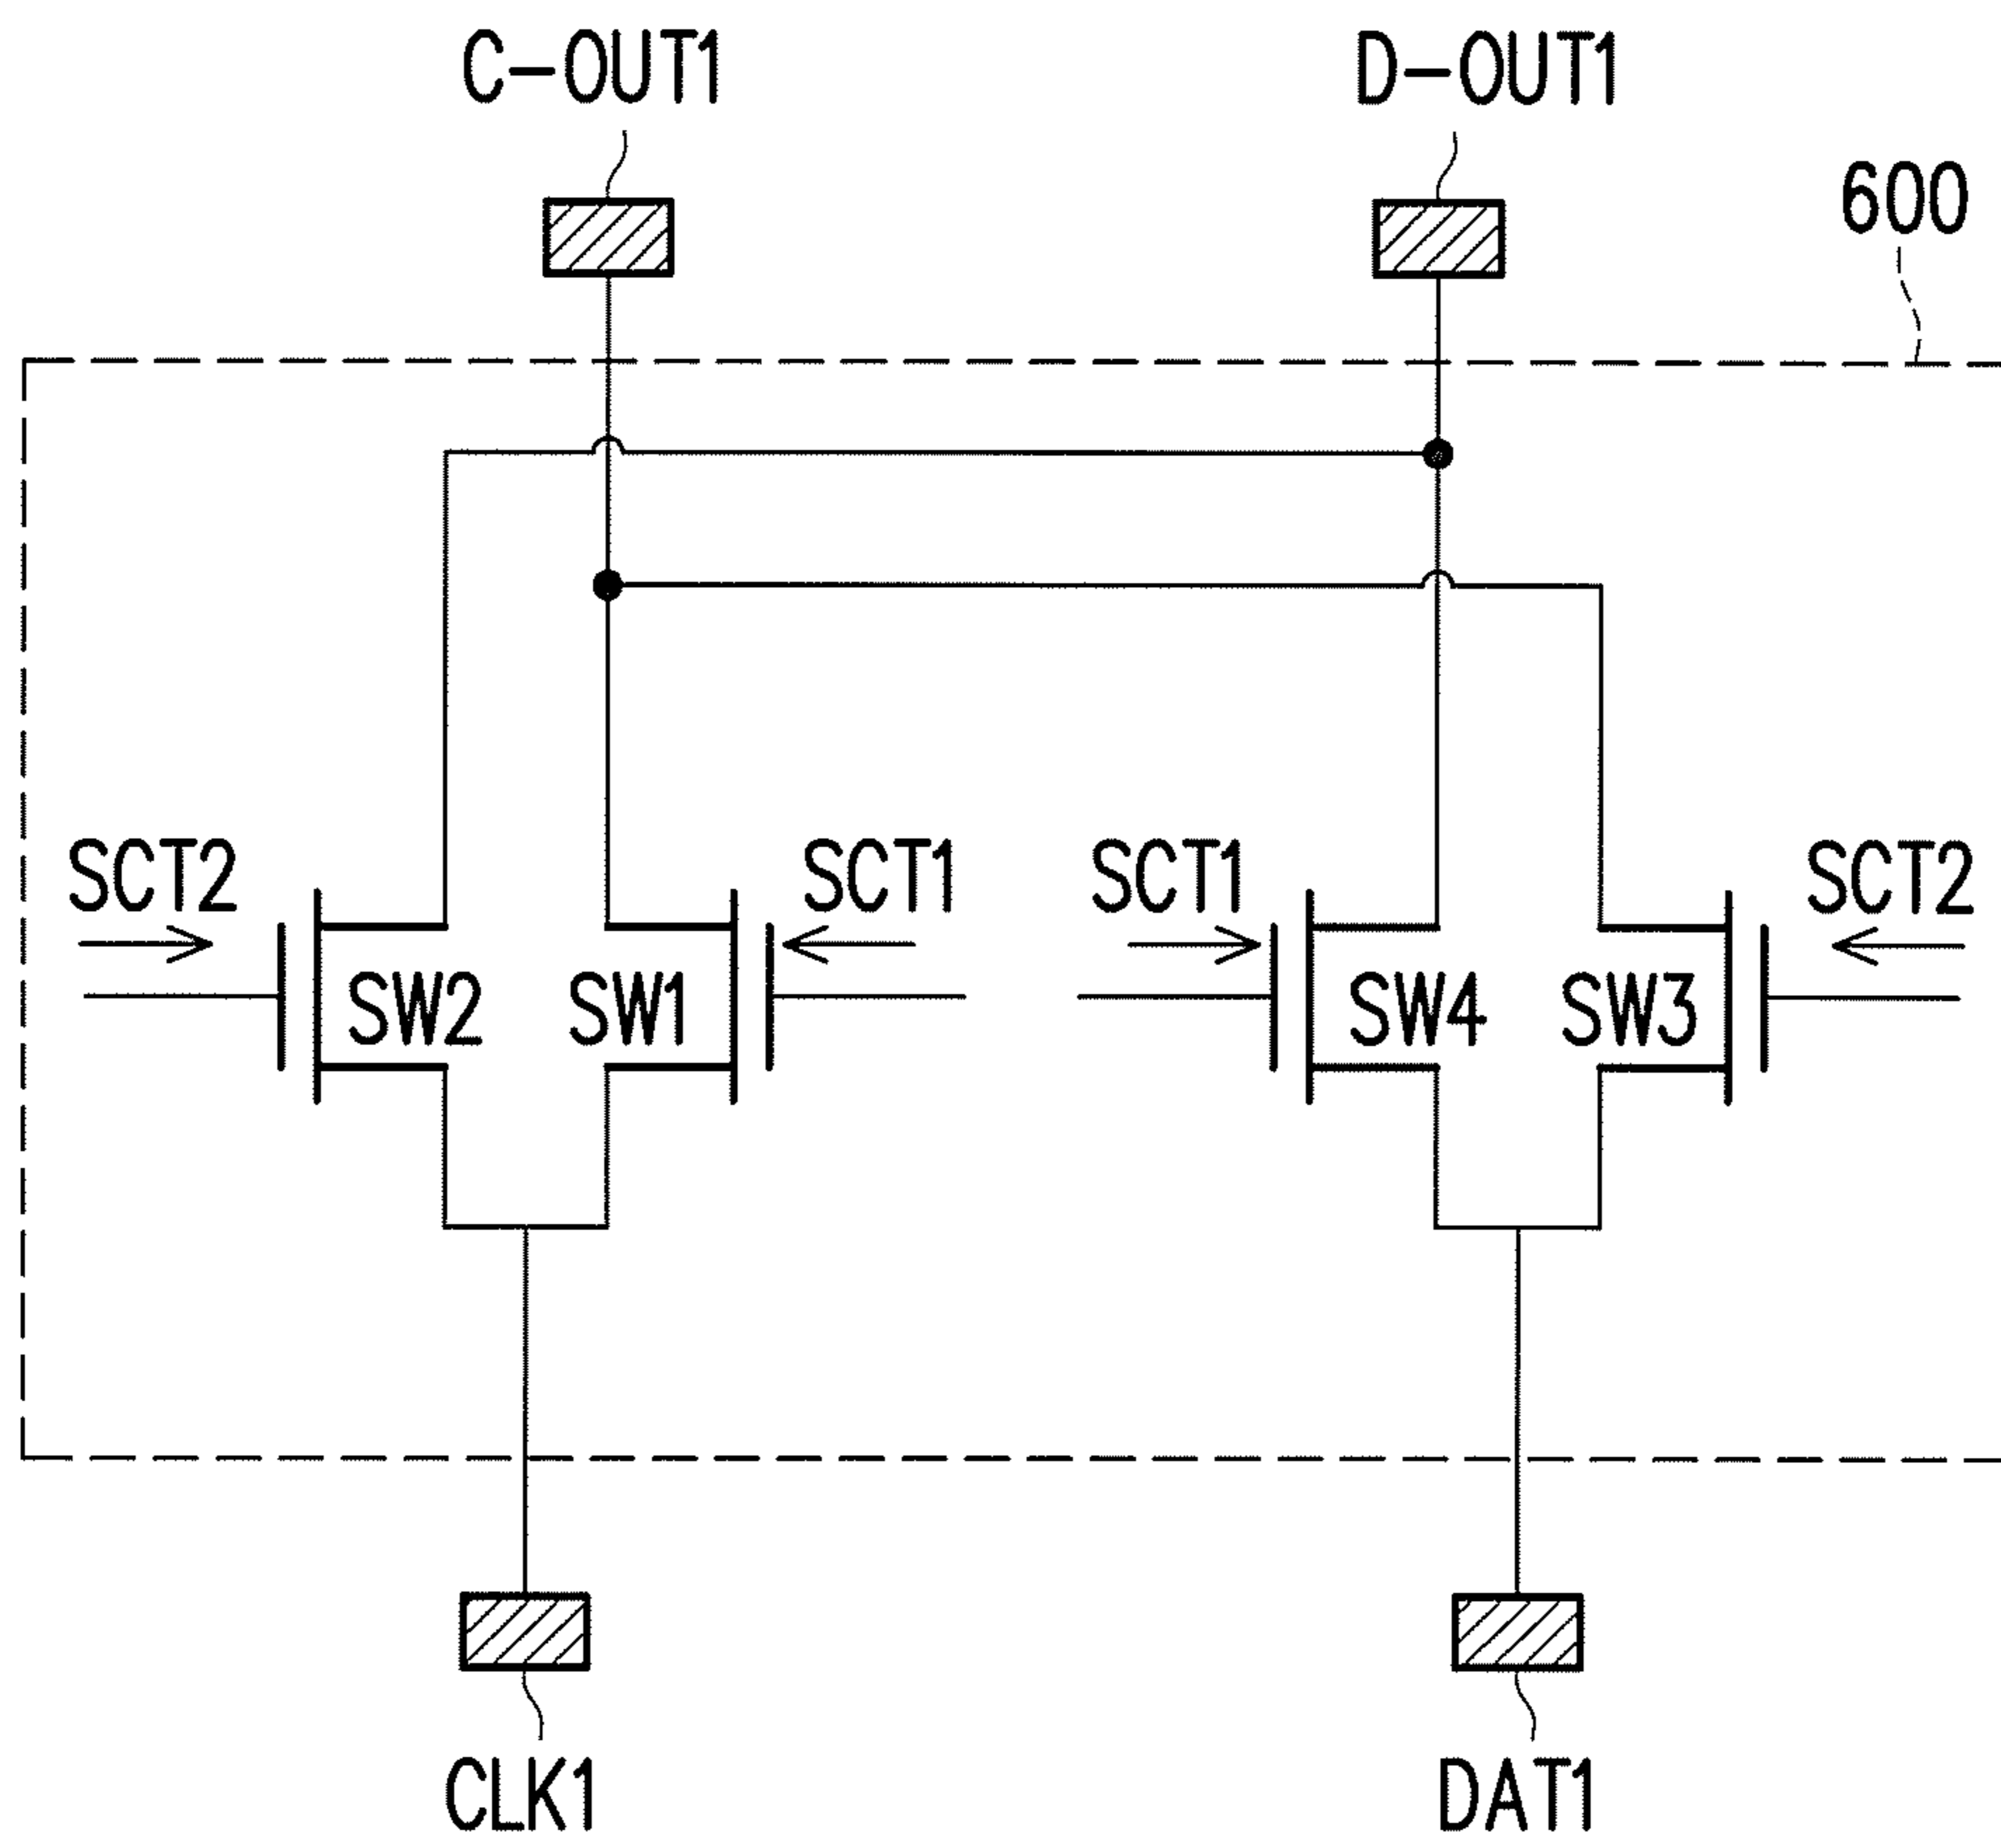 C-OUT1
D-OUT1
600
SCT2
SCT1
SCT1
SCT2
SW2
SW1
SW4
SW3
CLK1
DAT1